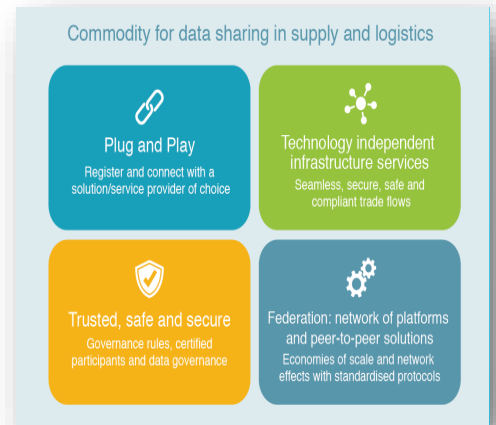 Commodity for data sharing in supply and logistics
Plug and Play
Register and connect with a
solution/service provider of choice
Technology independent
infrastructure services
Seamless, secure, safe and
compliant trade flows
Trusted, safe and secure
Governance rules, certified
participants and data governance
Federation: network of platforms
and peer-to-peer solutions
Economies of scale and network
effects with standardised protocols